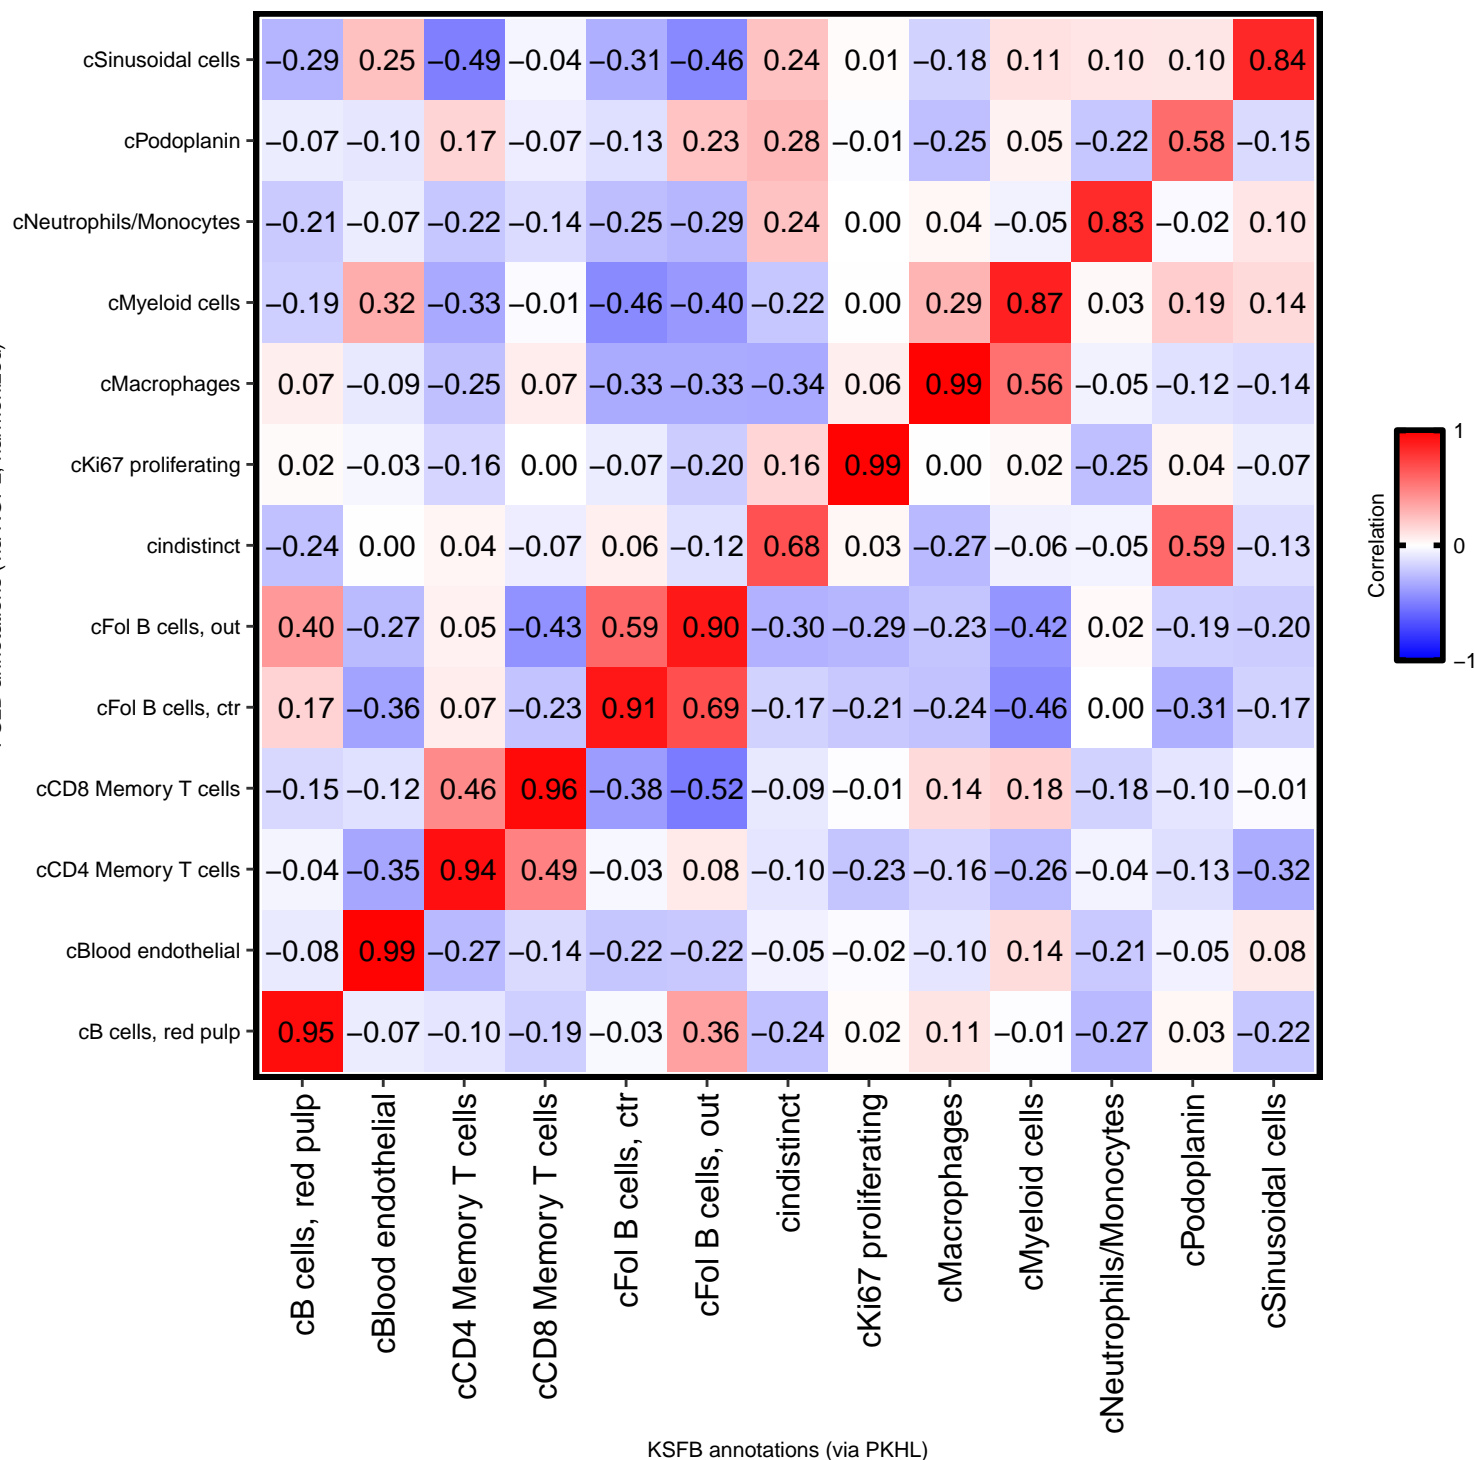 cSinusoidal cells −0.29 0.25 −0.49 −0.04 −0.31 −0.46 0.24 0.01 −0.18 0.11 0.10 0.10 0.84
cPodoplanin −0.07 −0.10 0.17 −0.07 −0.13 0.23 0.28 −0.01 −0.25 0.05 −0.22 0.58 −0.15
cNeutrophils/Monocytes −0.21 −0.07 −0.22 −0.14 −0.25 −0.29 0.24 0.00 0.04 −0.05 0.83 −0.02 0.10
cMyeloid cells −0.19 0.32 −0.33 −0.01 −0.46 −0.40 −0.22 0.00 0.29 0.87 0.03 0.19 0.14
cMacrophages 0.07 −0.09 −0.25 0.07 −0.33 −0.33 −0.34 0.06 0.99 0.56 −0.05 −0.12 −0.14
cKi67 proliferating 0.02 −0.03 −0.16 0.00 −0.07 −0.20 0.16 0.99 0.00 0.02 −0.25 0.04 −0.07
cindistinct −0.24 0.00 0.04 −0.07 0.06 −0.12 0.68 0.03 −0.27 −0.06 −0.05 0.59 −0.13
cFol B cells, out 0.40 −0.27 0.05 −0.43 0.59 0.90 −0.30 −0.29 −0.23 −0.42 0.02 −0.19 −0.20
cFol B cells, ctr 0.17 −0.36 0.07 −0.23 0.91 0.69 −0.17 −0.21 −0.24 −0.46 0.00 −0.31 −0.17
cCD8 Memory T cells −0.15 −0.12 0.46 0.96 −0.38 −0.52 −0.09 −0.01 0.14 0.18 −0.18 −0.10 −0.01
cCD4 Memory T cells −0.04 −0.35 0.94 0.49 −0.03 0.08 −0.10 −0.23 −0.16 −0.26 −0.04 −0.13 −0.32
cBlood endothelial −0.08 0.99 −0.27 −0.14 −0.22 −0.22 −0.05 −0.02 −0.10 0.14 −0.21 −0.05 0.08
cB cells, red pulp 0.95 −0.07 −0.10 −0.19 −0.03 0.36 −0.24 0.02 0.11 −0.01 −0.27 0.03 −0.22
cB cells, red pulp
cBlood endothelial
cCD4 Memory T cells
cCD8 Memory T cells
cFol B cells, ctr
cFol B cells, out
cindistinct
cKi67 proliferating
cMacrophages
cMyeloid cells
cNeutrophils/Monocytes
cPodoplanin
cSinusoidal cells
KSFB annotations (via PKHL)
Correlation
1
0
−1